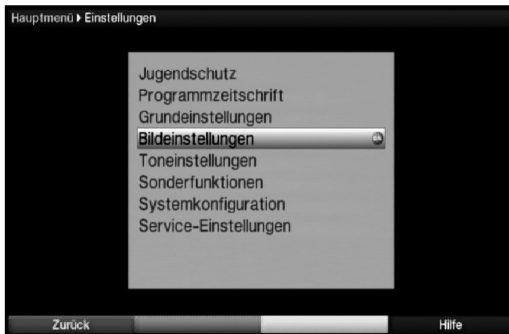 Hauptmenü ▸ Einstellungen
Jugendschutz
Programmzeitschrift
Grundeinstellungen
Bildeinstellungen
Toneinstellungen
Sonderfunktionen
Systemkonfiguration
Service-Einstellungen
Zurück Hilfe